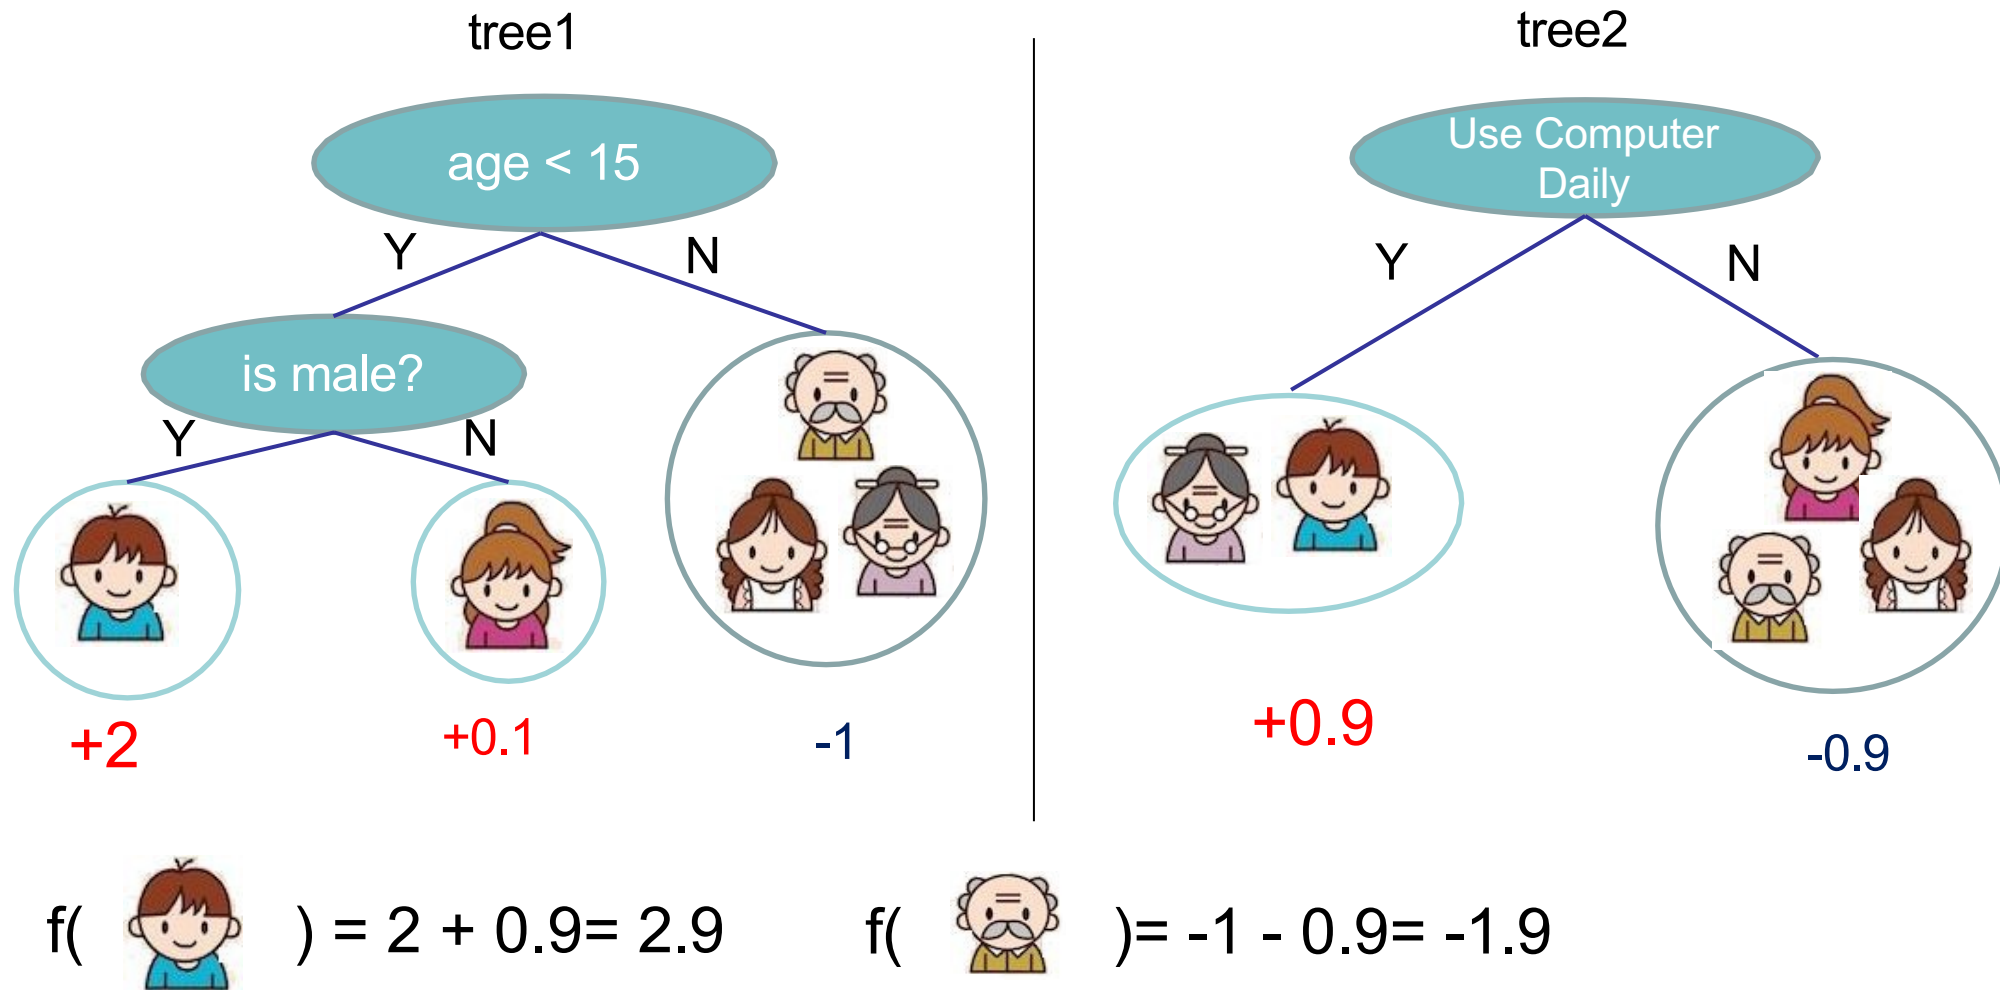 tree1
age < 15
Y
N
is male?
Y
N
+2
+0.1
-1
tree2
Use Computer
Daily
Y
N
+0.9
-0.9
f( ) = 2 + 0.9= 2.9
f( )= -1 - 0.9= -1.9